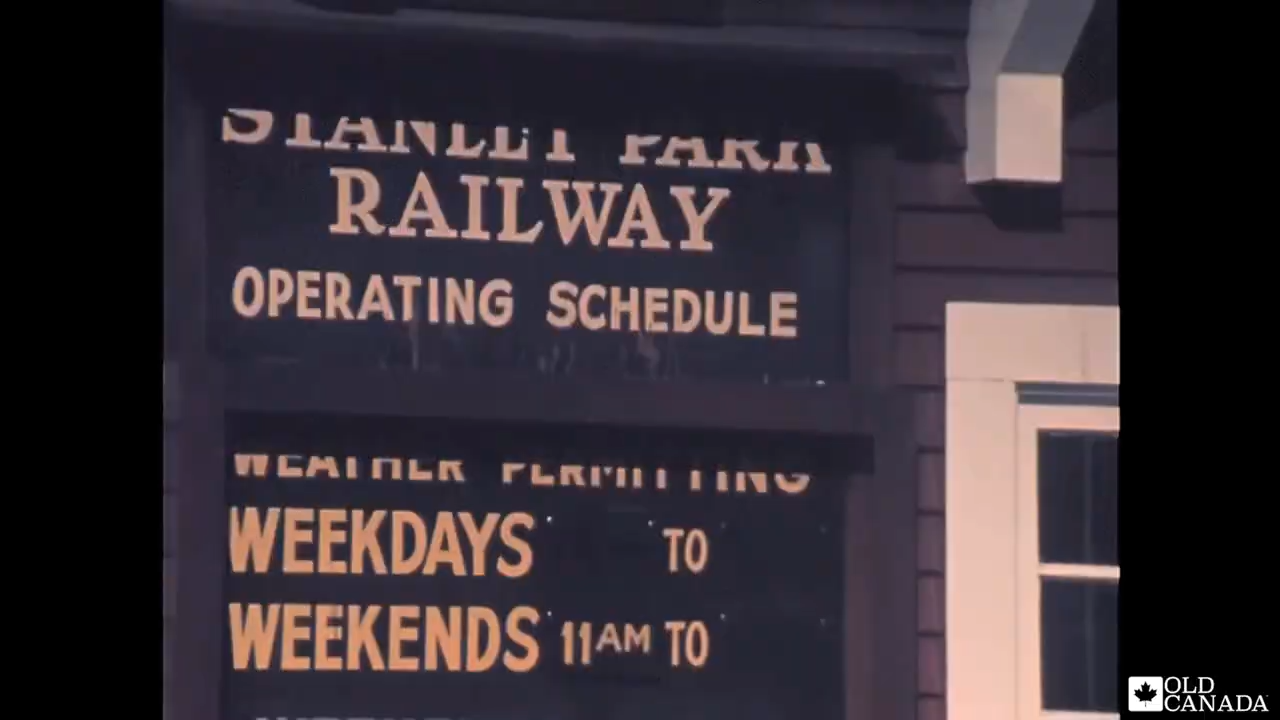 STANLEY PARK
RAILWAY
OPERATING SCHEDULE
WEATHER PERMITTING
WEEKDAYS TO
WEEKENDS 11AM TO
OLD
CANADA